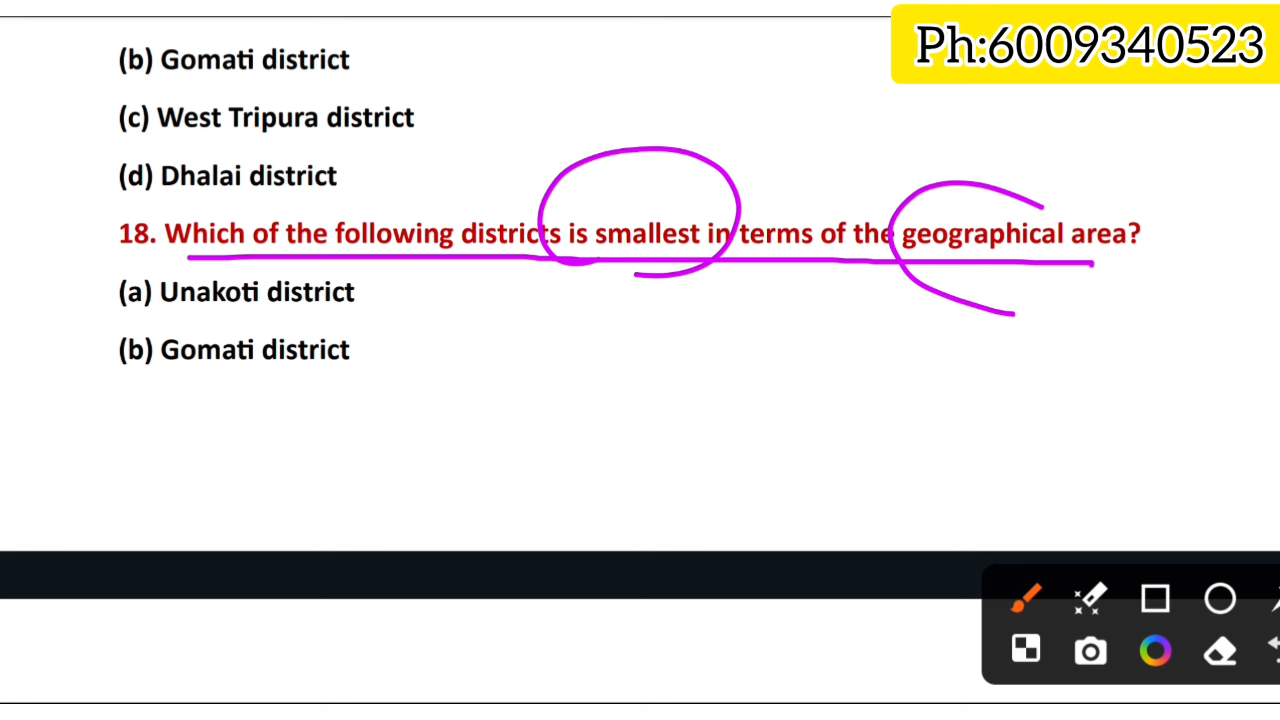 Ph:6009340523
(b) Gomati district
(c) West Tripura district
(d) Dhalai district
18. Which of the following districts is smallest in terms of the geographical area?
(a) Unakoti district
(b) Gomati district